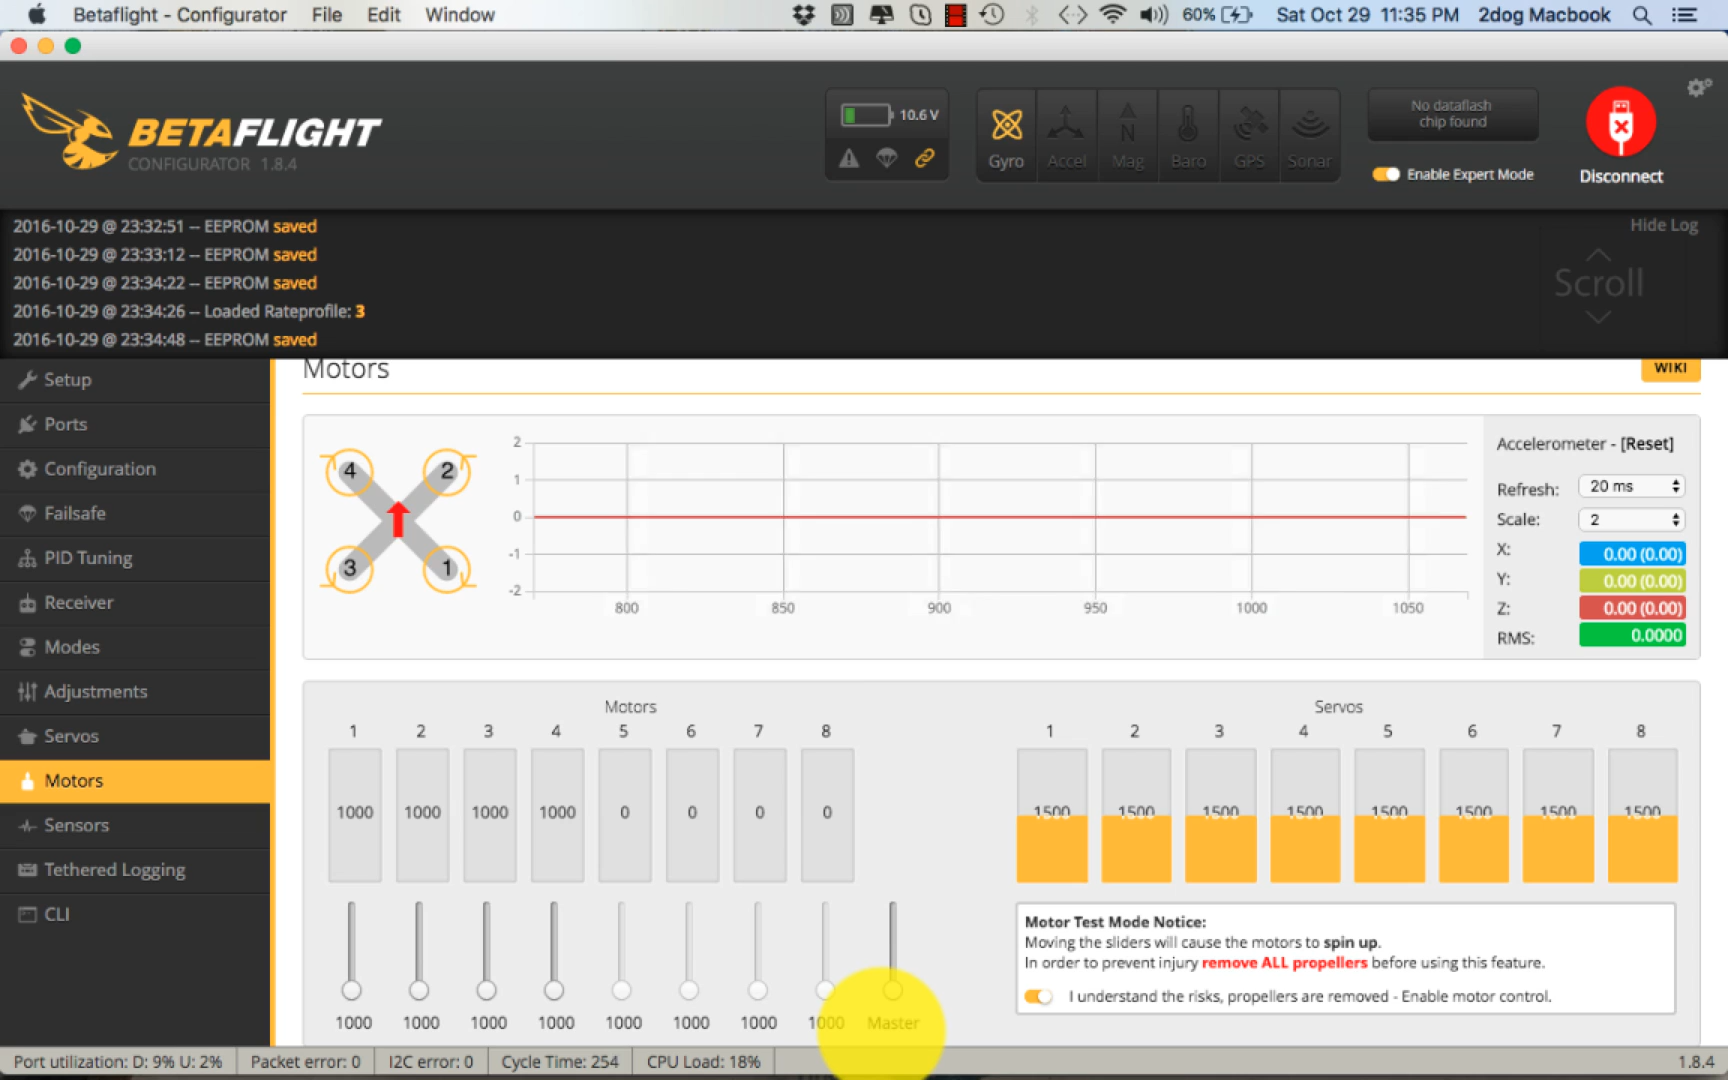 Betaflight - Configurator File Edit Window 60% Sat Oct 29 11:35 PM 2dog Macbook
BETAFLIGHT
CONFIGURATOR 1.8.4
10.6 V
Gyro Accel Mag Baro GPS Sonar
N
No dataflash
chip found
Enable Expert Mode
Disconnect
2016-10-29 @ 23:32:51 -- EEPROM saved
2016-10-29 @ 23:33:12 -- EEPROM saved
2016-10-29 @ 23:34:22 -- EEPROM saved
2016-10-29 @ 23:34:26 -- Loaded Rateprofile: 3
2016-10-29 @ 23:34:48 -- EEPROM saved
Hide Log
Scroll
Setup
Ports
Configuration
Failsafe
PID Tuning
Receiver
Modes
Adjustments
Servos
Motors
Sensors
Tethered Logging
CLI
Motors
WIKI
4 2
3 1
2
1
0
-1
-2
800 850 900 950 1000 1050
Accelerometer - [Reset]
Refresh: 20 ms
Scale: 2
X: 0.00 (0.00)
Y: 0.00 (0.00)
Z: 0.00 (0.00)
RMS: 0.0000
Motors
1 2 3 4 5 6 7 8
1000 1000 1000 1000 0 0 0 0
1000 1000 1000 1000 1000 1000 1000 1000 Master
Servos
1 2 3 4 5 6 7 8
1500 1500 1500 1500 1500 1500 1500 1500
Motor Test Mode Notice:
Moving the sliders will cause the motors to spin up.
In order to prevent injury remove ALL propellers before using this feature.
I understand the risks, propellers are removed - Enable motor control.
Port utilization: D: 9% U: 2% Packet error: 0 I2C error: 0 Cycle Time: 254 CPU Load: 18% 1.8.4